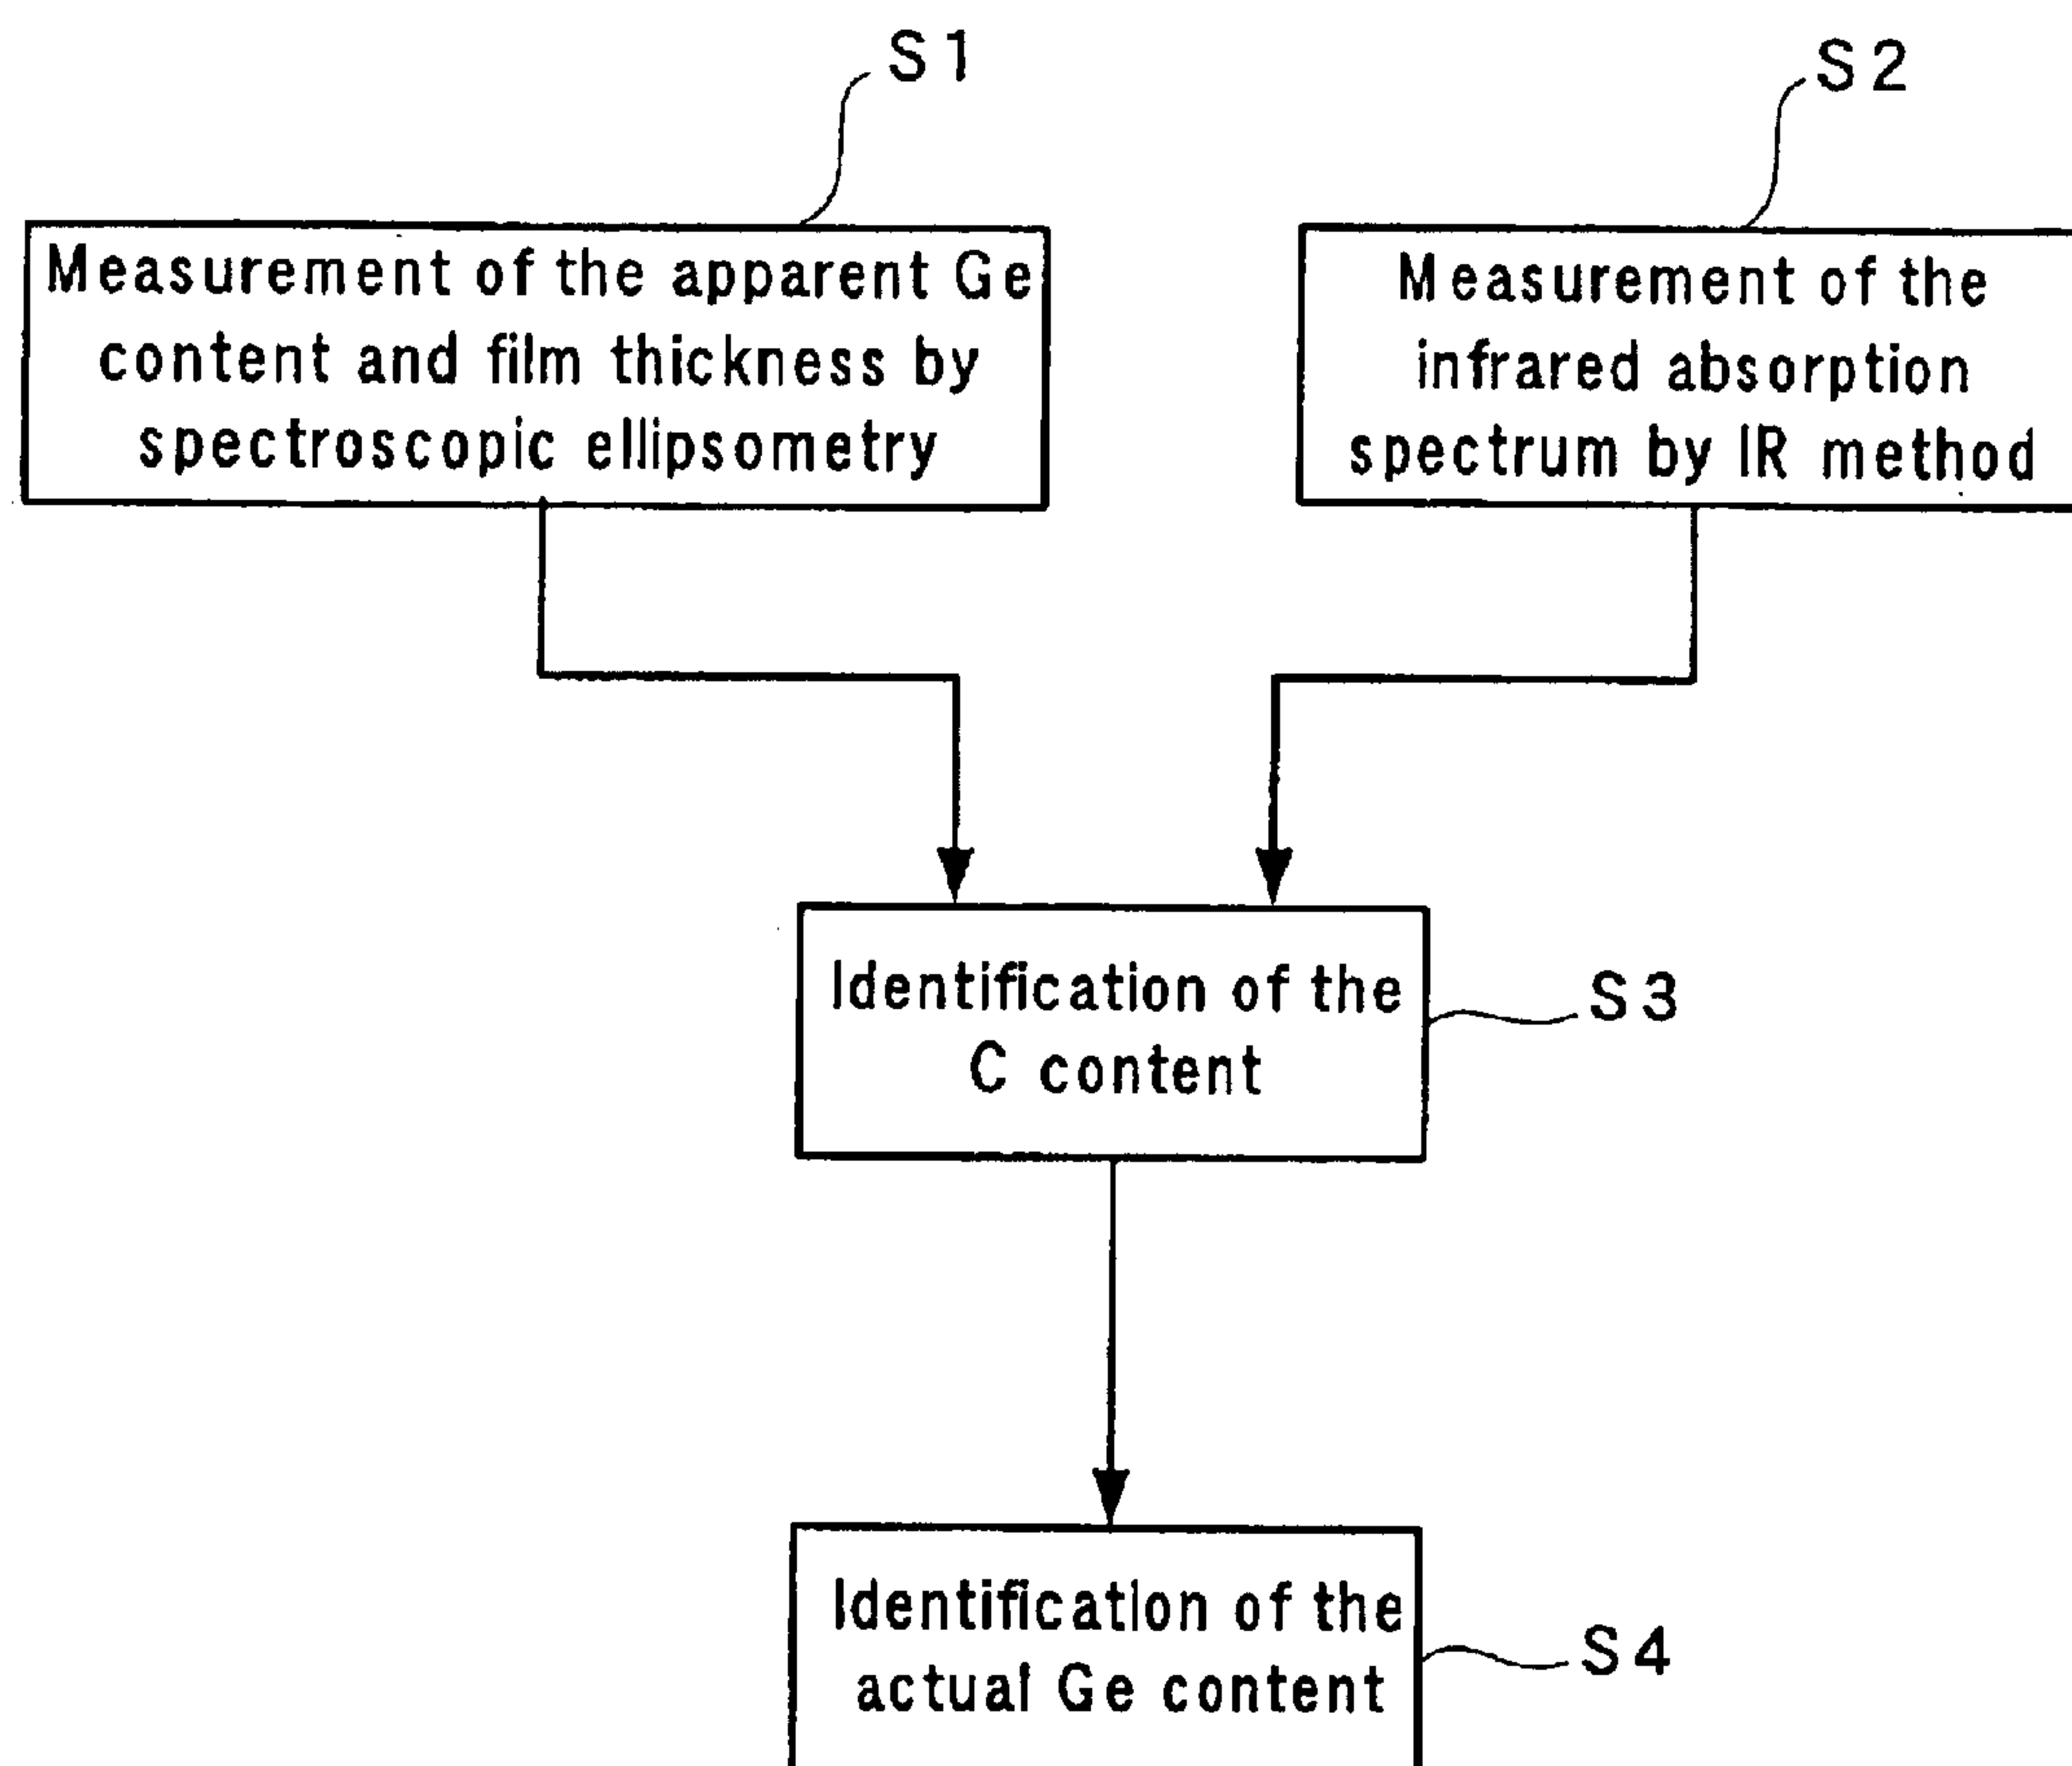 S1
Measurement of the apparent Ge
content and film thickness by
spectroscopic ellipsometry
S2
Measurement of the
infrared absorption
spectrum by IR method
Identification of the
C content
S3
Identification of the
actual Ge content
S4